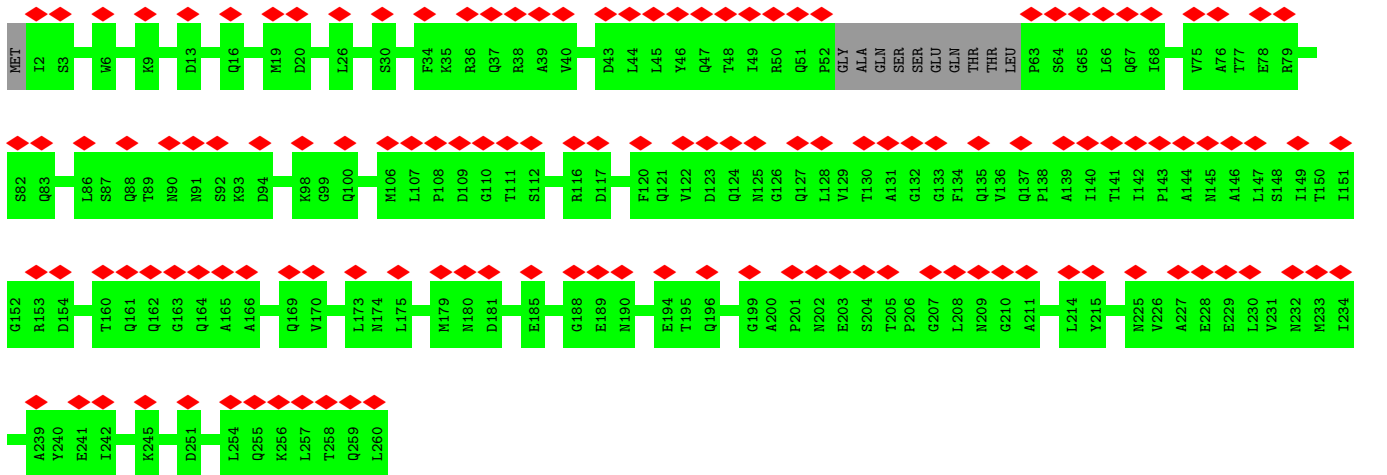 MET I2 S3 W6 K9 D13 Q16 M19 D20 L26 S30 F34 K35 R36 Q37 R38 A39 V40 D43 L44 L45 Y46 Q47 T48 I49 R50 Q51 P52 GLY ALA GLN SER SER GLU GLN THR THR LEU P63 S64 G65 L66 Q67 I68 V75 A76 T77 E78 R79
S82 Q83 L86 S87 Q88 T89 N90 N91 S92 K93 D94 K98 G99 Q100 M106 L107 P108 D109 G110 T111 S112 R116 D117 F120 Q121 V122 D123 Q124 N125 G126 Q127 L128 V129 T130 A131 G132 G133 F134 Q135 V136 Q137 P138 A139 I140 T141 I142 P143 A144 N145 A146 L147 S148 I149 T150 I151
G152 R153 D154 T160 Q161 Q162 G163 Q164 A165 A166 Q169 V170 L173 N174 L175 M179 N180 D181 E185 G188 E189 N190 E194 T195 Q196 G199 A200 P201 N202 E203 S204 T205 P206 G207 L208 N209 G210 A211 L214 Y215 N225 V226 A227 E228 E229 L230 V231 N232 M233 I234
A239 Y240 E241 I242 K245 D251 L254 Q255 K256 L257 T258 Q259 L260